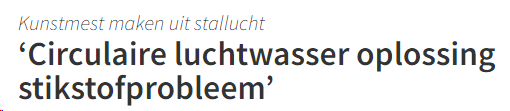 Kunstmest maken uit stallucht
‘Circulaire luchtwasser oplossing
stikstofprobleem’